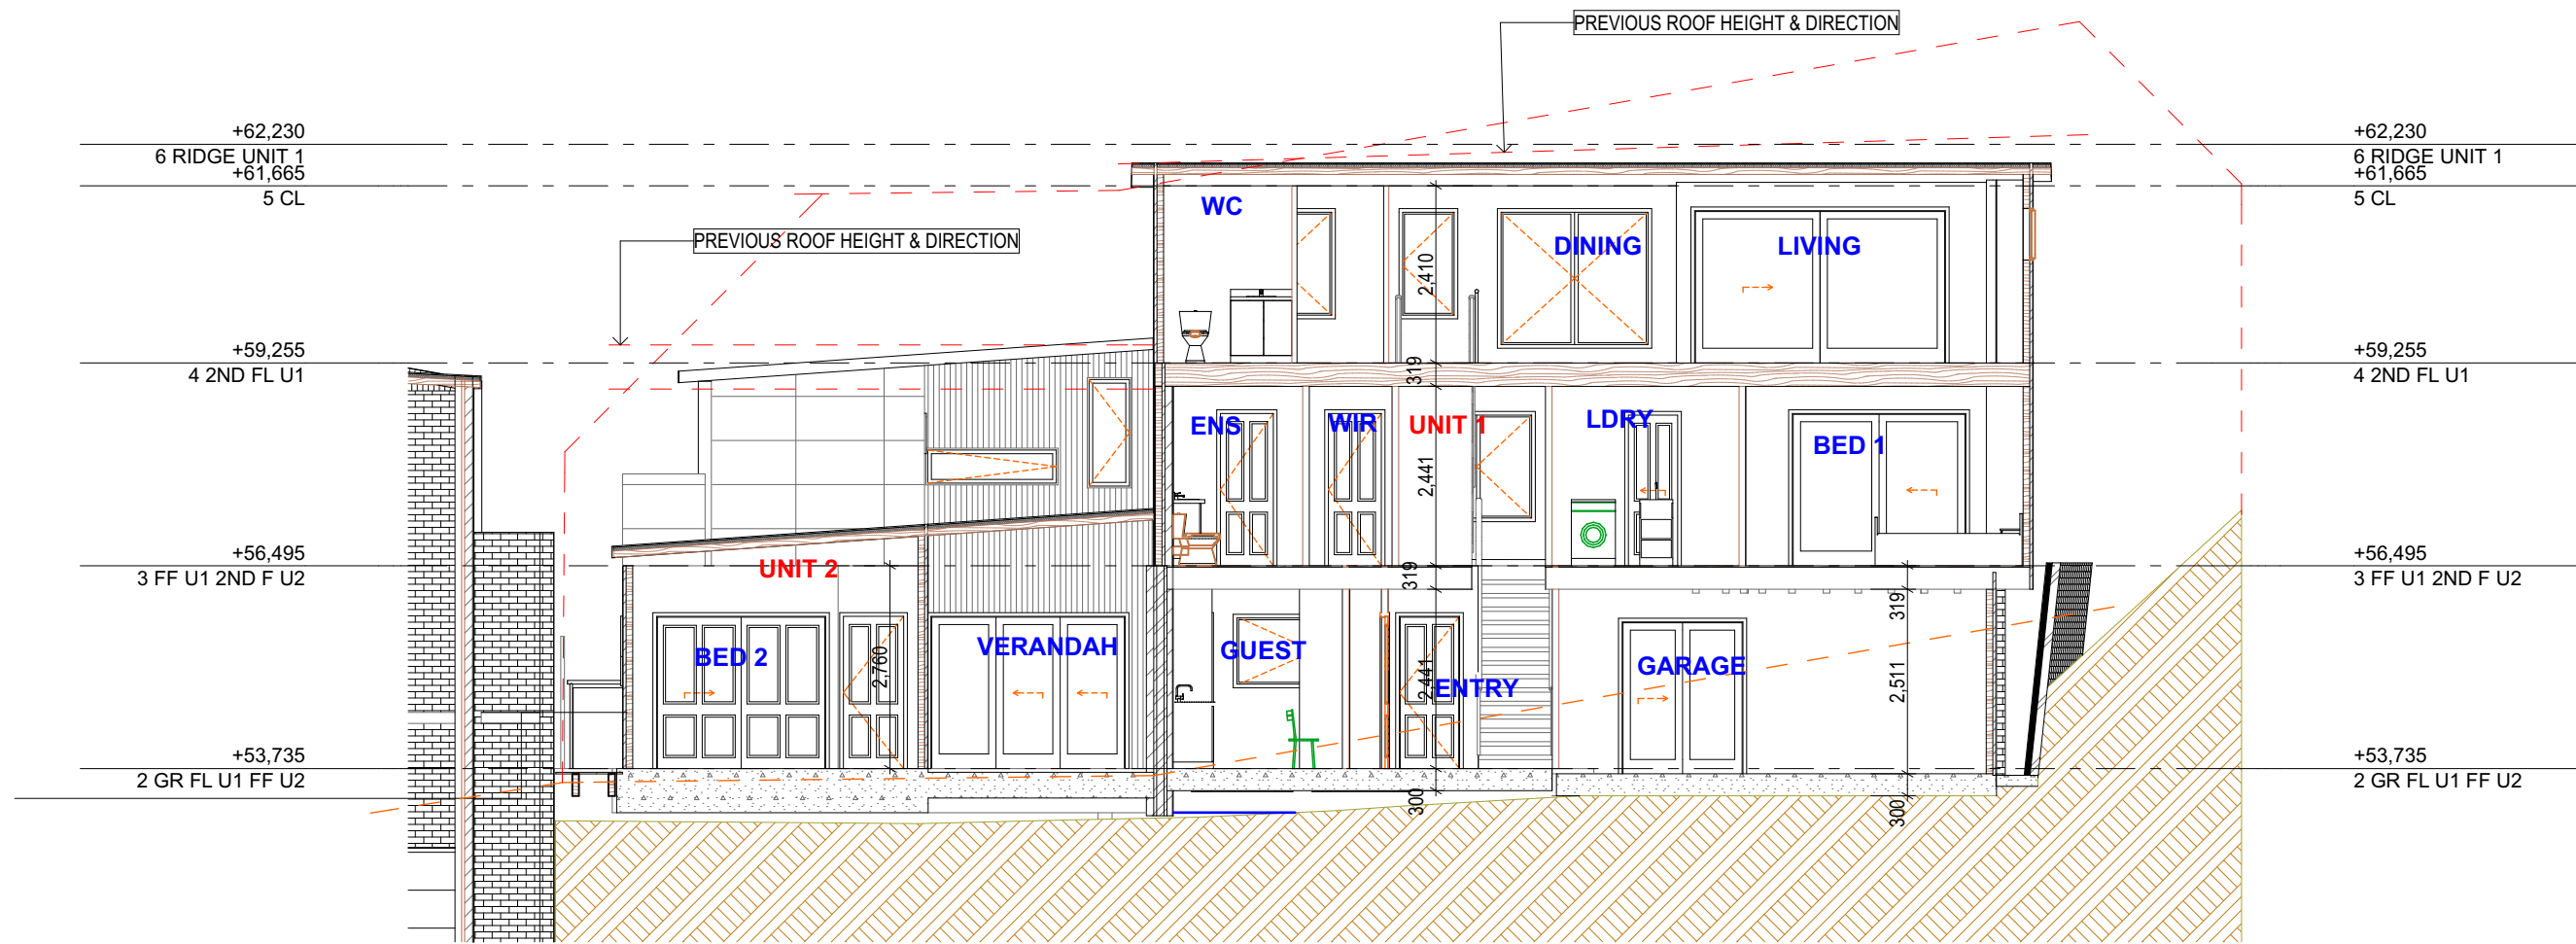 PREVIOUS ROOF HEIGHT & DIRECTION
+62,230
6 RIDGE UNIT 1
+61,665
5 CL
+62,230
6 RIDGE UNIT 1
+61,665
5 CL
WC
DINING
LIVING
2,410
PREVIOUS ROOF HEIGHT & DIRECTION
+59,255
4 2ND FL U1
319
+59,255
4 2ND FL U1
ENS
WIR
UNIT 1
LDRY
BED 1
2,441
+56,495
3 FF U1 2ND F U2
UNIT 2
319
319
+56,495
3 FF U1 2ND F U2
BED 2
2,760
VERANDAH
GUEST
2,441
ENTRY
GARAGE
2,511
+53,735
2 GR FL U1 FF U2
300
300
+53,735
2 GR FL U1 FF U2